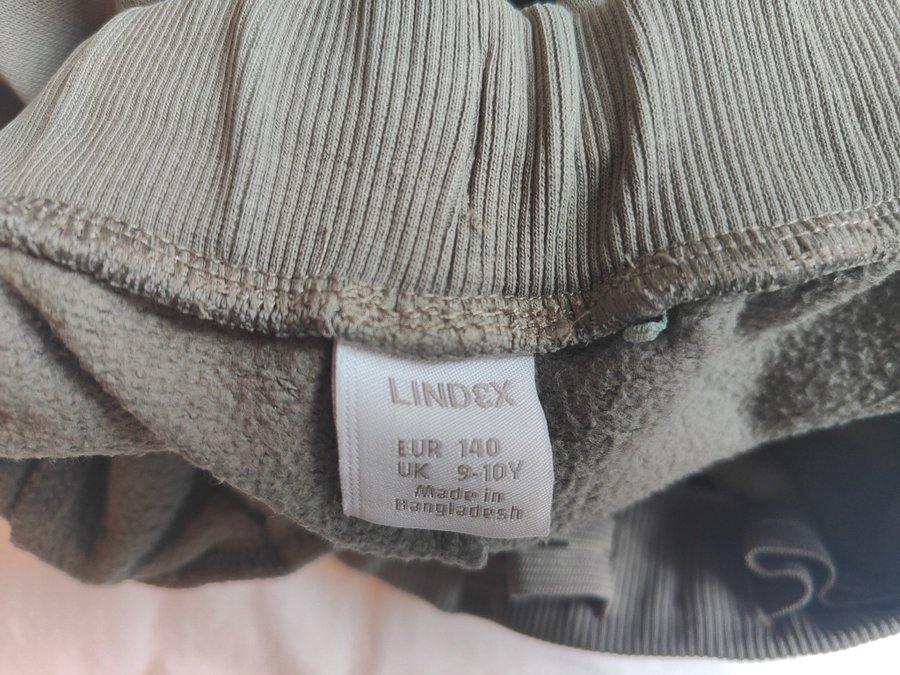 LINDEX
EUR 140
UK 9-10Y
Made in
Bangladesh